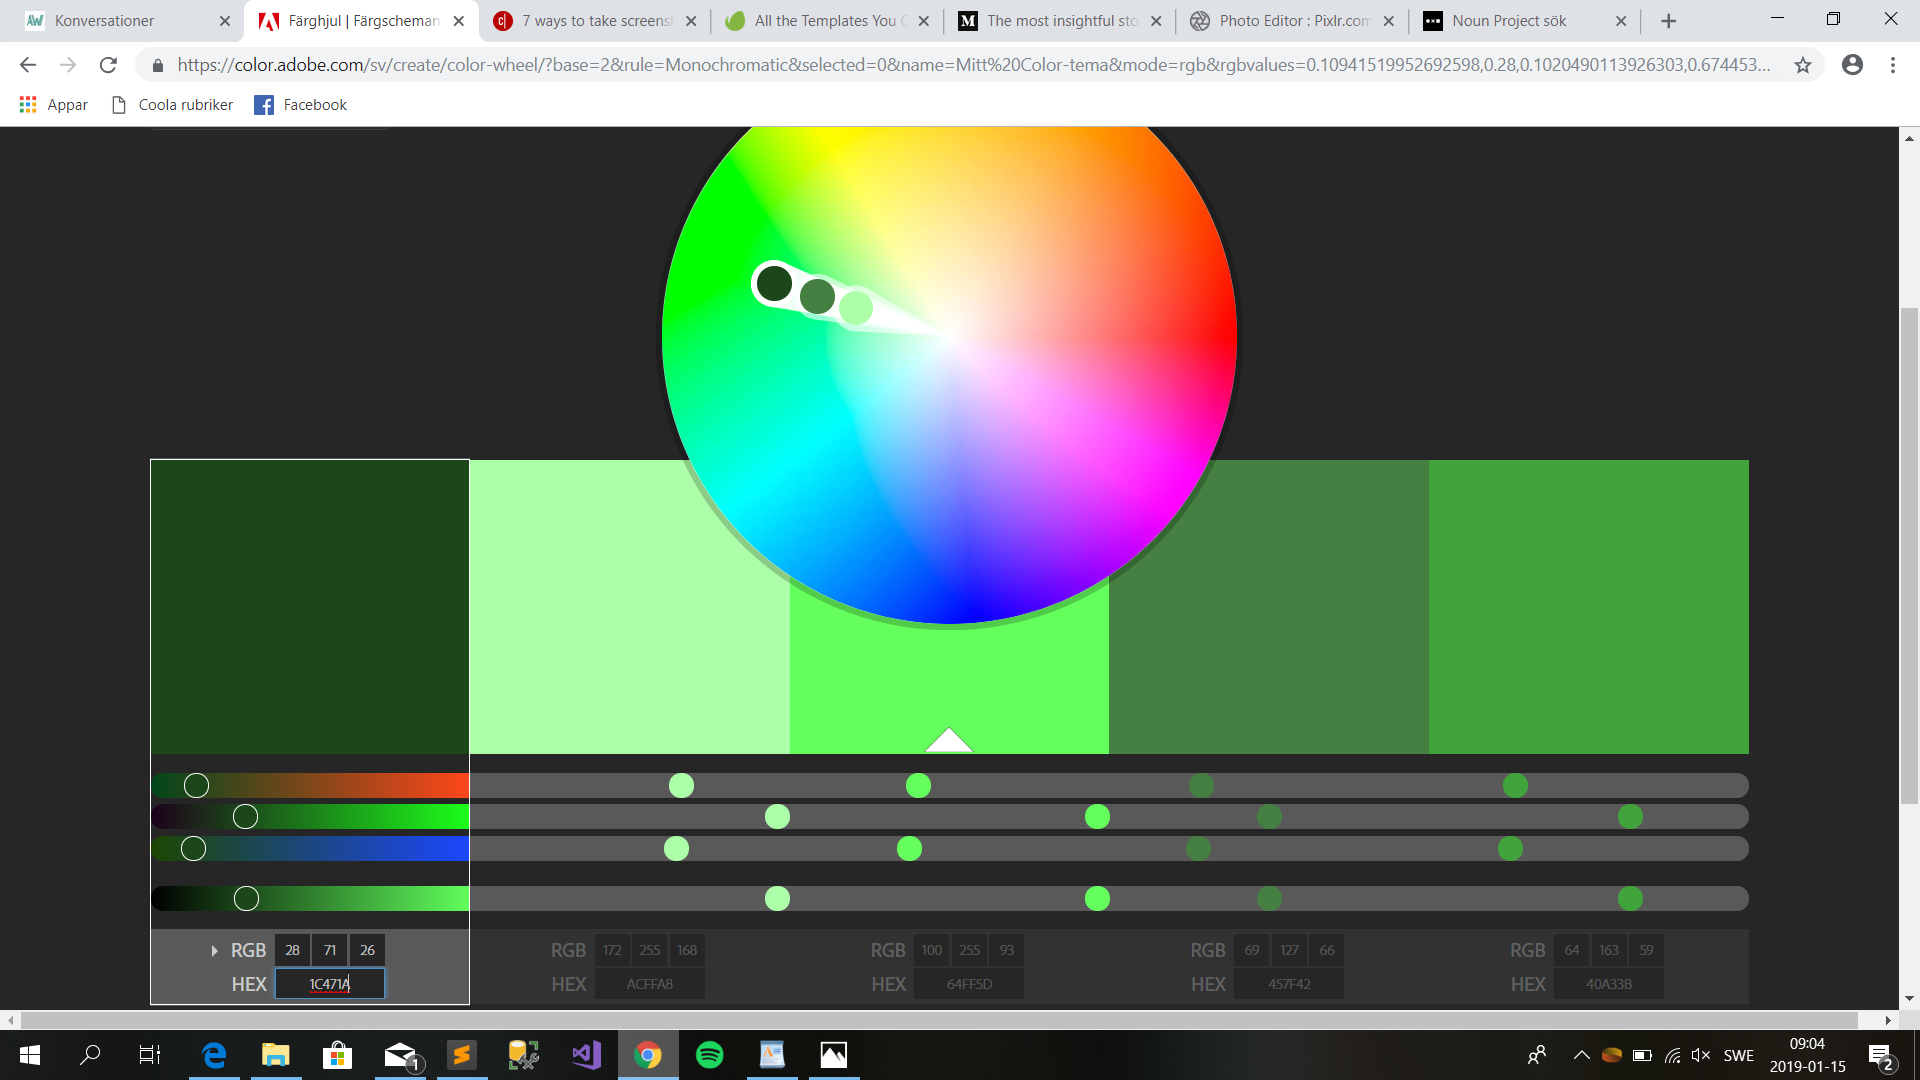 AW Konversationer
Färghjul | Färgscheman
7 ways to take screensh
All the Templates You C
M The most insightful sto
Photo Editor : Pixlr.com
Noun Project sök
https://color.adobe.com/sv/create/color-wheel/?base=2&rule=Monochromatic&selected=0&name=Mitt%20Color-tema&mode=rgb&rgbvalues=0.10941519952692598,0.28,0.1020490113926303,0.674453...
Appar Coola rubriker Facebook
RGB 28 71 26 RGB 172 255 168 RGB 100 255 93 RGB 69 127 66 RGB 64 163 59
HEX 1C471A HEX ACFFA8 HEX 64FF5D HEX 457F42 HEX 40A33B
1 SWE 09:04 2
2019-01-15